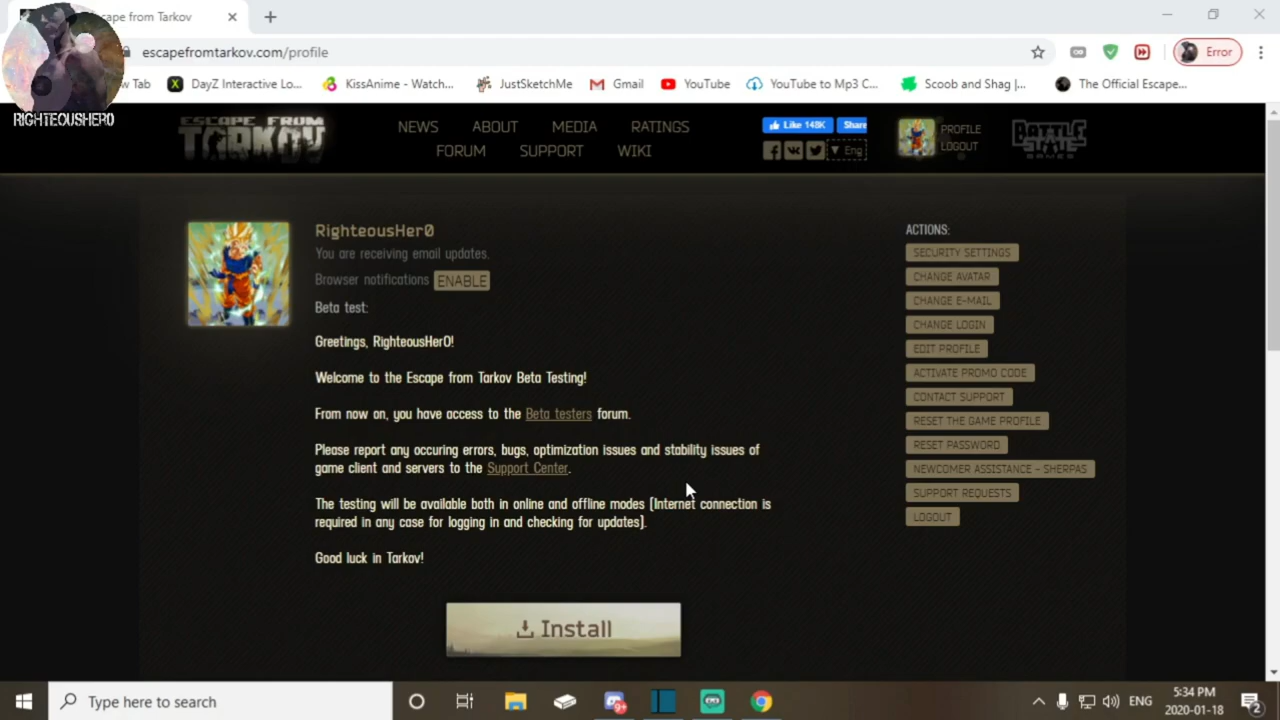 cape from Tarkov
escapefromtarkov.com/profile
Error
w Tab
DayZ Interactive Lo...
KissAnime - Watch...
JustSketchMe
Gmail
YouTube
YouTube to Mp3 C...
Scoob and Shag |...
The Official Escape...
RIGHTEOUSHER0
ESCAPE FROM
TARKOV
NEWS
ABOUT
MEDIA
RATINGS
FORUM
SUPPORT
WIKI
Like 148K
Share
Eng
PROFILE
LOGOUT
BATTLE
STATE
GAMES
RighteousHer0
You are receiving email updates.
Browser notifications ENABLE
Beta test:
Greetings, RighteousHer0!
Welcome to the Escape from Tarkov Beta Testing!
From now on, you have access to the Beta testers forum.
Please report any occuring errors, bugs, optimization issues and stability issues of
game client and servers to the Support Center.
The testing will be available both in online and offline modes (Internet connection is
required in any case for logging in and checking for updates).
Good luck in Tarkov!
Install
ACTIONS:
SECURITY SETTINGS
CHANGE AVATAR
CHANGE E-MAIL
CHANGE LOGIN
EDIT PROFILE
ACTIVATE PROMO CODE
CONTACT SUPPORT
RESET THE GAME PROFILE
RESET PASSWORD
NEWCOMER ASSISTANCE - SHERPAS
SUPPORT REQUESTS
LOGOUT
Type here to search
ENG
5:34 PM
2020-01-18
2